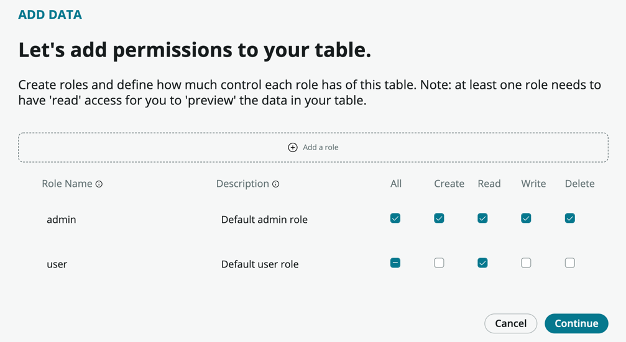 ADD DATA
Let's add permissions to your table.
Create roles and define how much control each role has of this table. Note: at least one role needs to
have 'read' access for you to 'preview' the data in your table.
Add a role
Role Name Description All Create Read Write Delete
admin Default admin role
user Default user role
Cancel Continue